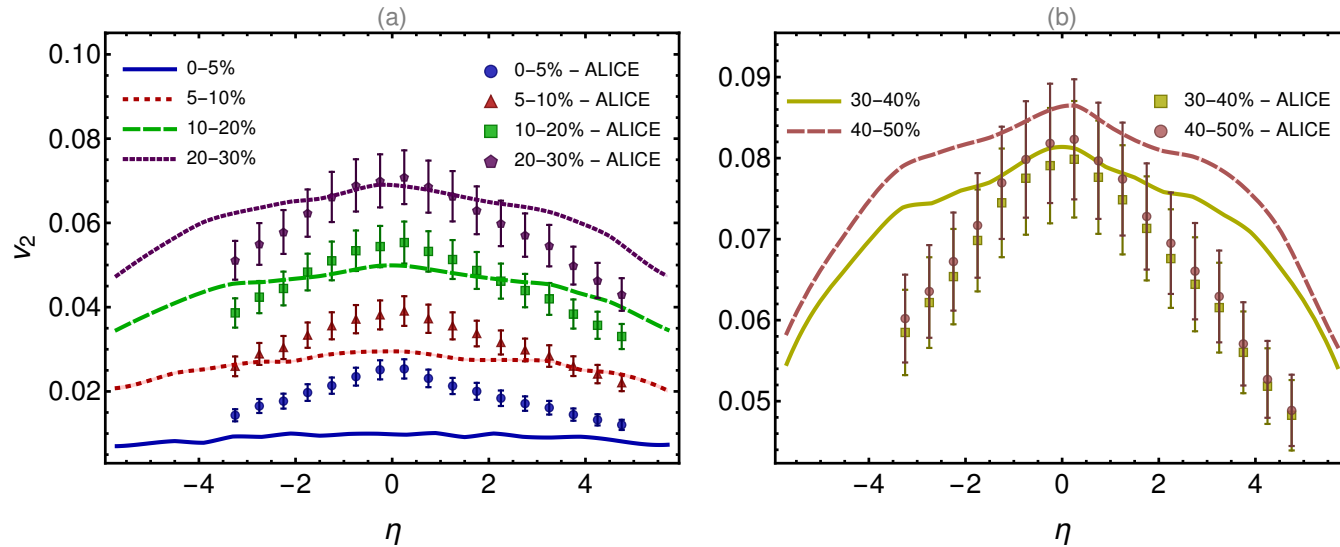 (a)
0.10
0.08
0.06
0.04
0.02
v₂
0–5%
5–10%
10–20%
20–30%
0–5% – ALICE
5–10% – ALICE
10–20% – ALICE
20–30% – ALICE
−4 −2 0 2 4
η
(b)
0.09
0.08
0.07
0.06
0.05
30–40%
40–50%
30–40% – ALICE
40–50% – ALICE
−4 −2 0 2 4
η